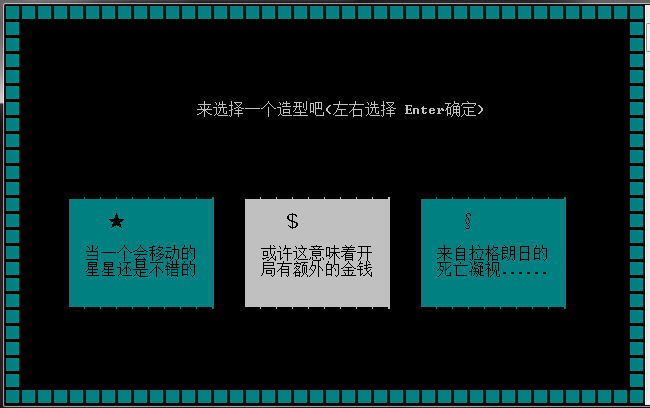 来选择一个造型吧(左右选择 Enter确定)
★
当一个会移动的
星星还是不错的
$
或许这意味着开
局有额外的金钱
§
来自拉格朗日的
死亡凝视......